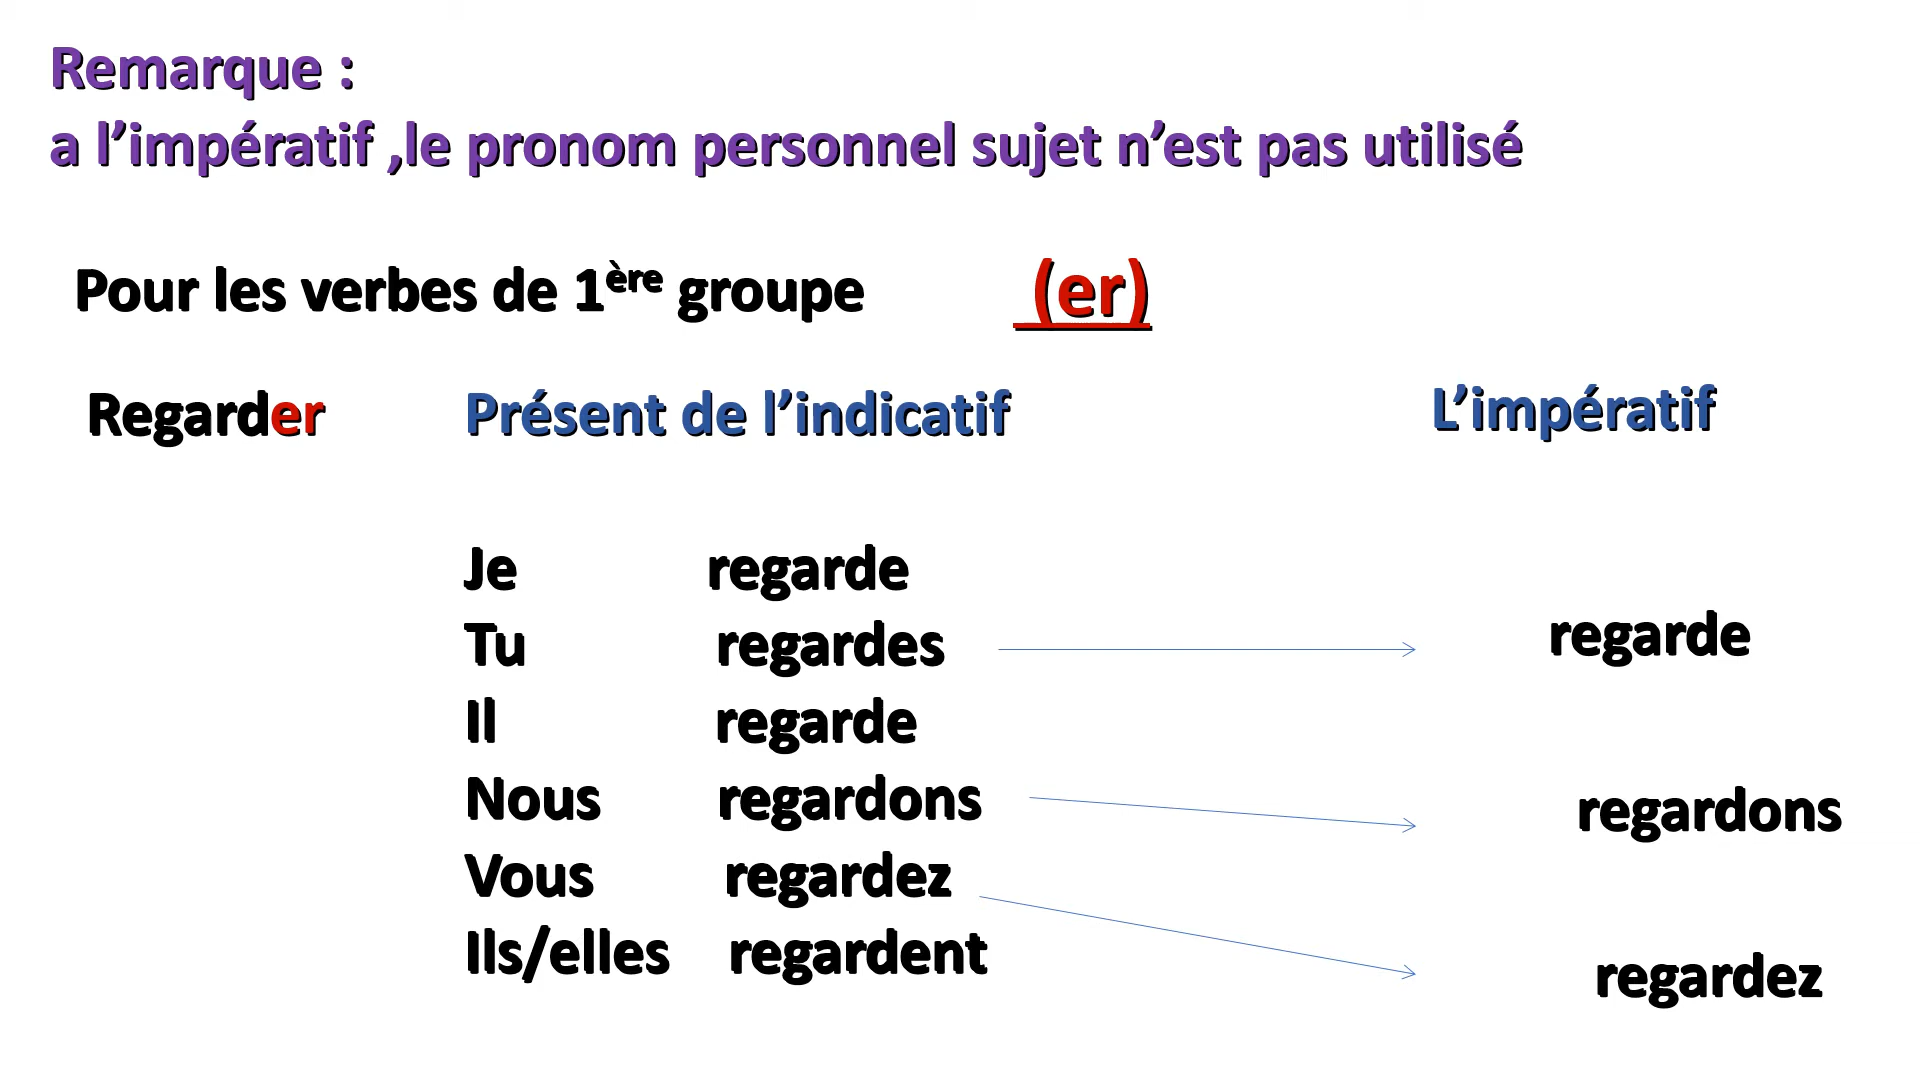 Remarque :
a l’impératif ,le pronom personnel sujet n’est pas utilisé
Pour les verbes de 1ère groupe (er)
Regarder Présent de l’indicatif L’impératif
Je regarde
Tu regardes regarde
Il regarde
Nous regardons regardons
Vous regardez
Ils/elles regardent regardez